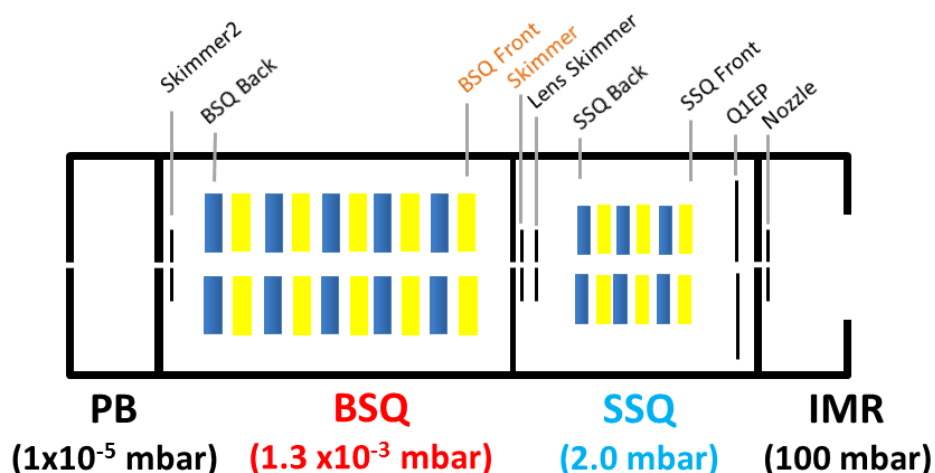 Skimmer2
BSQ Back
BSQ Front
Skimmer
Lens Skimmer
SSQ Back
SSQ Front
Q1EP
Nozzle
PB
BSQ
SSQ
IMR
(1x10⁻⁵ mbar)
(1.3 x10⁻³ mbar)
(2.0 mbar)
(100 mbar)